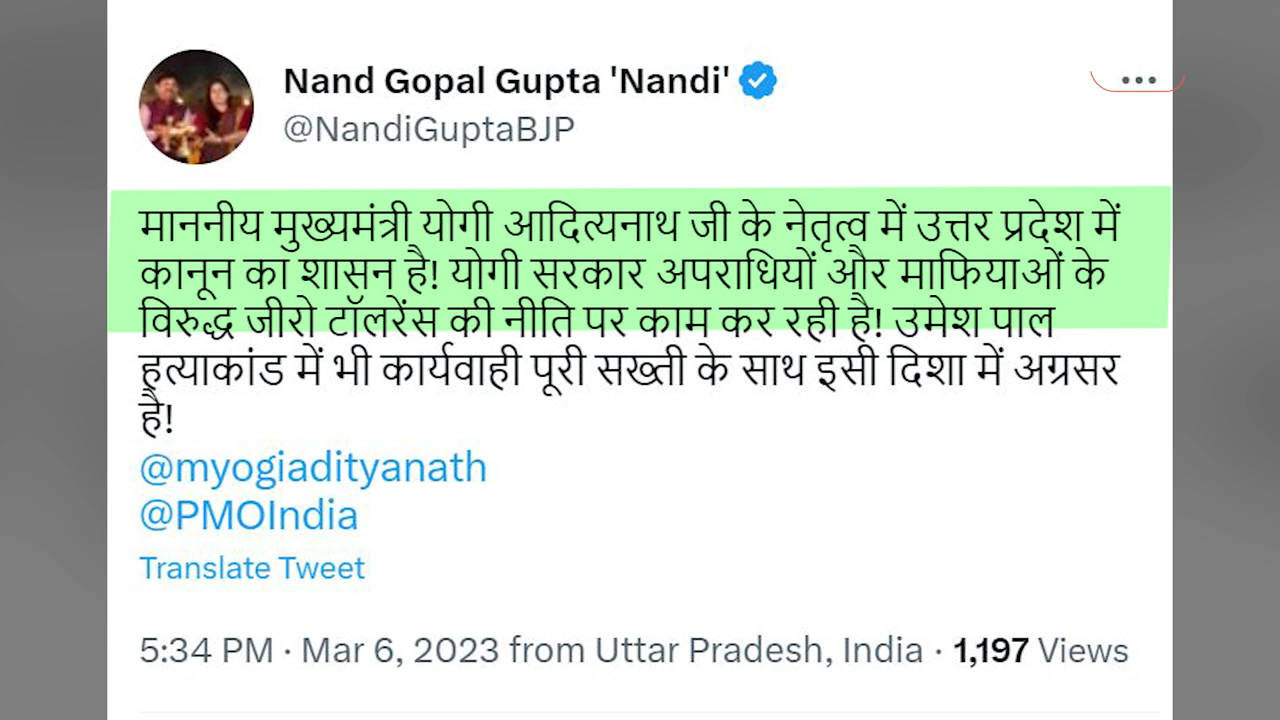 Nand Gopal Gupta 'Nandi'
@NandiGuptaBJP
माननीय मुख्यमंत्री योगी आदित्यनाथ जी के नेतृत्व में उत्तर प्रदेश में
कानून का शासन है! योगी सरकार अपराधियों और माफियाओं के
विरुद्ध जीरो टॉलरेंस की नीति पर काम कर रही है! उमेश पाल
हत्याकांड में भी कार्यवाही पूरी सख्ती के साथ इसी दिशा में अग्रसर
है!
@myogiadityanath
@PMOIndia
Translate Tweet
5:34 PM · Mar 6, 2023 from Uttar Pradesh, India · 1,197 Views